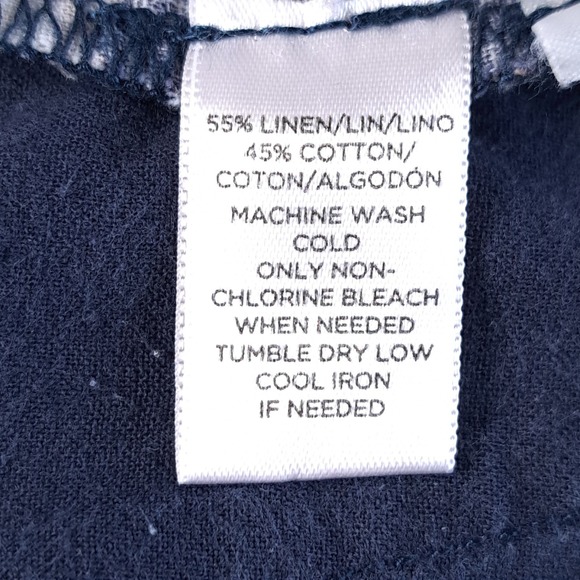 55% LINEN/LIN/LINO
45% COTTON/
COTON/ALGODÓN
MACHINE WASH
COLD
ONLY NON-
CHLORINE BLEACH
WHEN NEEDED
TUMBLE DRY LOW
COOL IRON
IF NEEDED